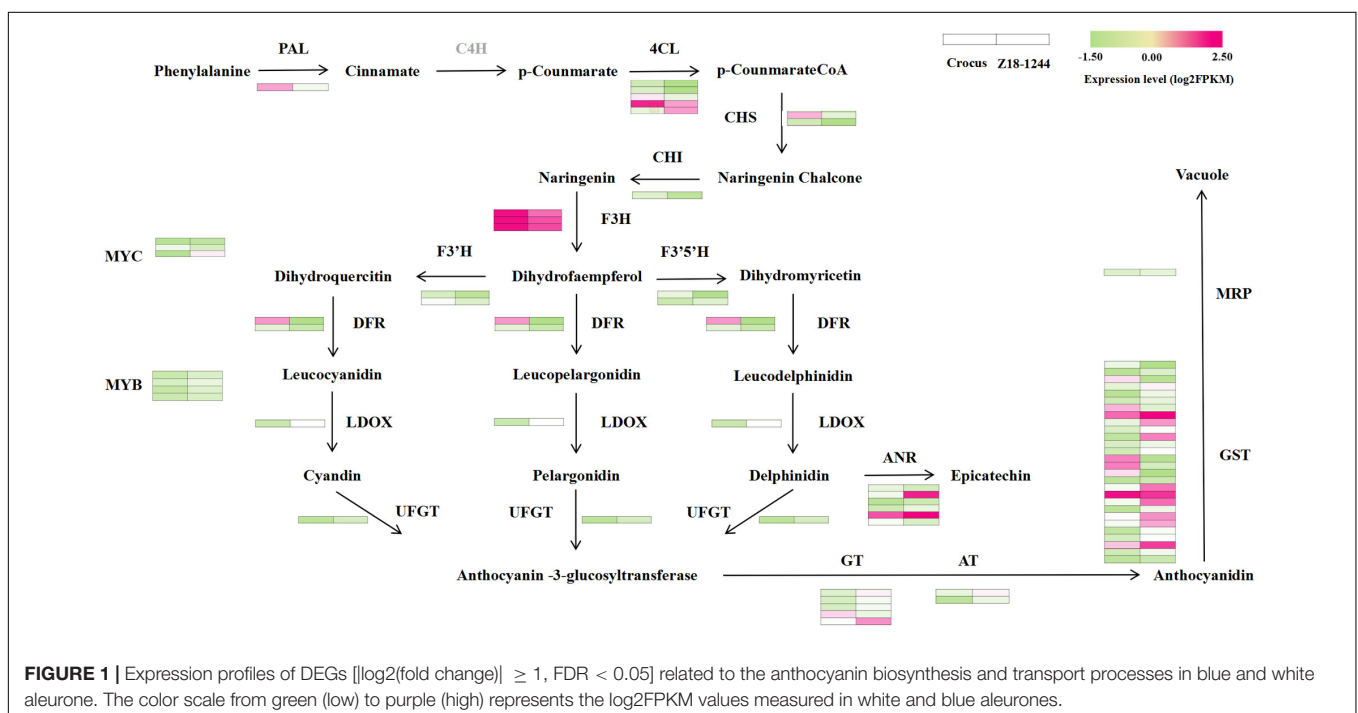 PAL
C4H
4CL
Phenylalanine
Cinnamate
p-Counmarate
p-CounmarateCoA
Crocus
Z18-1244
-1.50
0.00
2.50
Expression level (log2FPKM)
CHS
CHI
Naringenin
Naringenin Chalcone
Vacuole
F3H
MYC
F3’H
F3’5’H
Dihydroquercitin
Dihydrofaempferol
Dihydromyricetin
MRP
DFR
DFR
DFR
MYB
Leucocyanidin
Leucopelargonidin
Leucodelphinidin
LDOX
LDOX
LDOX
GST
ANR
Cyandin
Pelargonidin
Delphinidin
Epicatechin
UFGT
UFGT
UFGT
GT
AT
Anthocyanin -3-glucosyltransferase
Anthocyanidin
FIGURE 1 | Expression profiles of DEGs [|log2(fold change)| ≥ 1, FDR < 0.05] related to the anthocyanin biosynthesis and transport processes in blue and white
aleurone. The color scale from green (low) to purple (high) represents the log2FPKM values measured in white and blue aleurones.